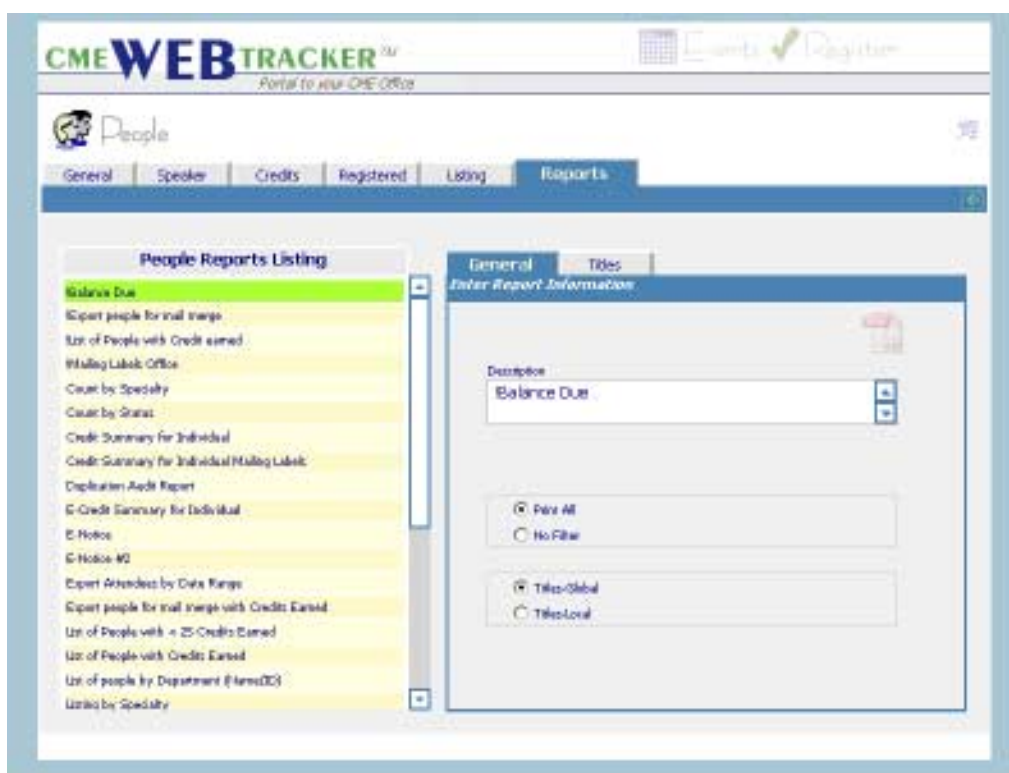 CME WEB TRACKER TM
Portal to your CME Office
Events Register
People
General Speaker Credits Registered Listing Reports
People Reports Listing
General Titles
Enter Report Information
!Balance Due
!Export people for mail merge
!List of People with Credit earned
!Mailing Labels Office
Count by Specialty
Count by Status
Credit Summary for Individual
Credit Summary for Individual Mailing Labels
Duplication Audit Report
E-Credit Summary for Individual
E-Notice
E-Notice #2
Export Attendees by Date Range
Export people for mail merge with Credits Earned
List of People with < 25 Credits Earned
List of People with Credits Earned
List of people by Department (Name/ID)
Listing by Specialty
Description
!Balance Due
Print All
No Filter
Titles-Global
Titles-Local